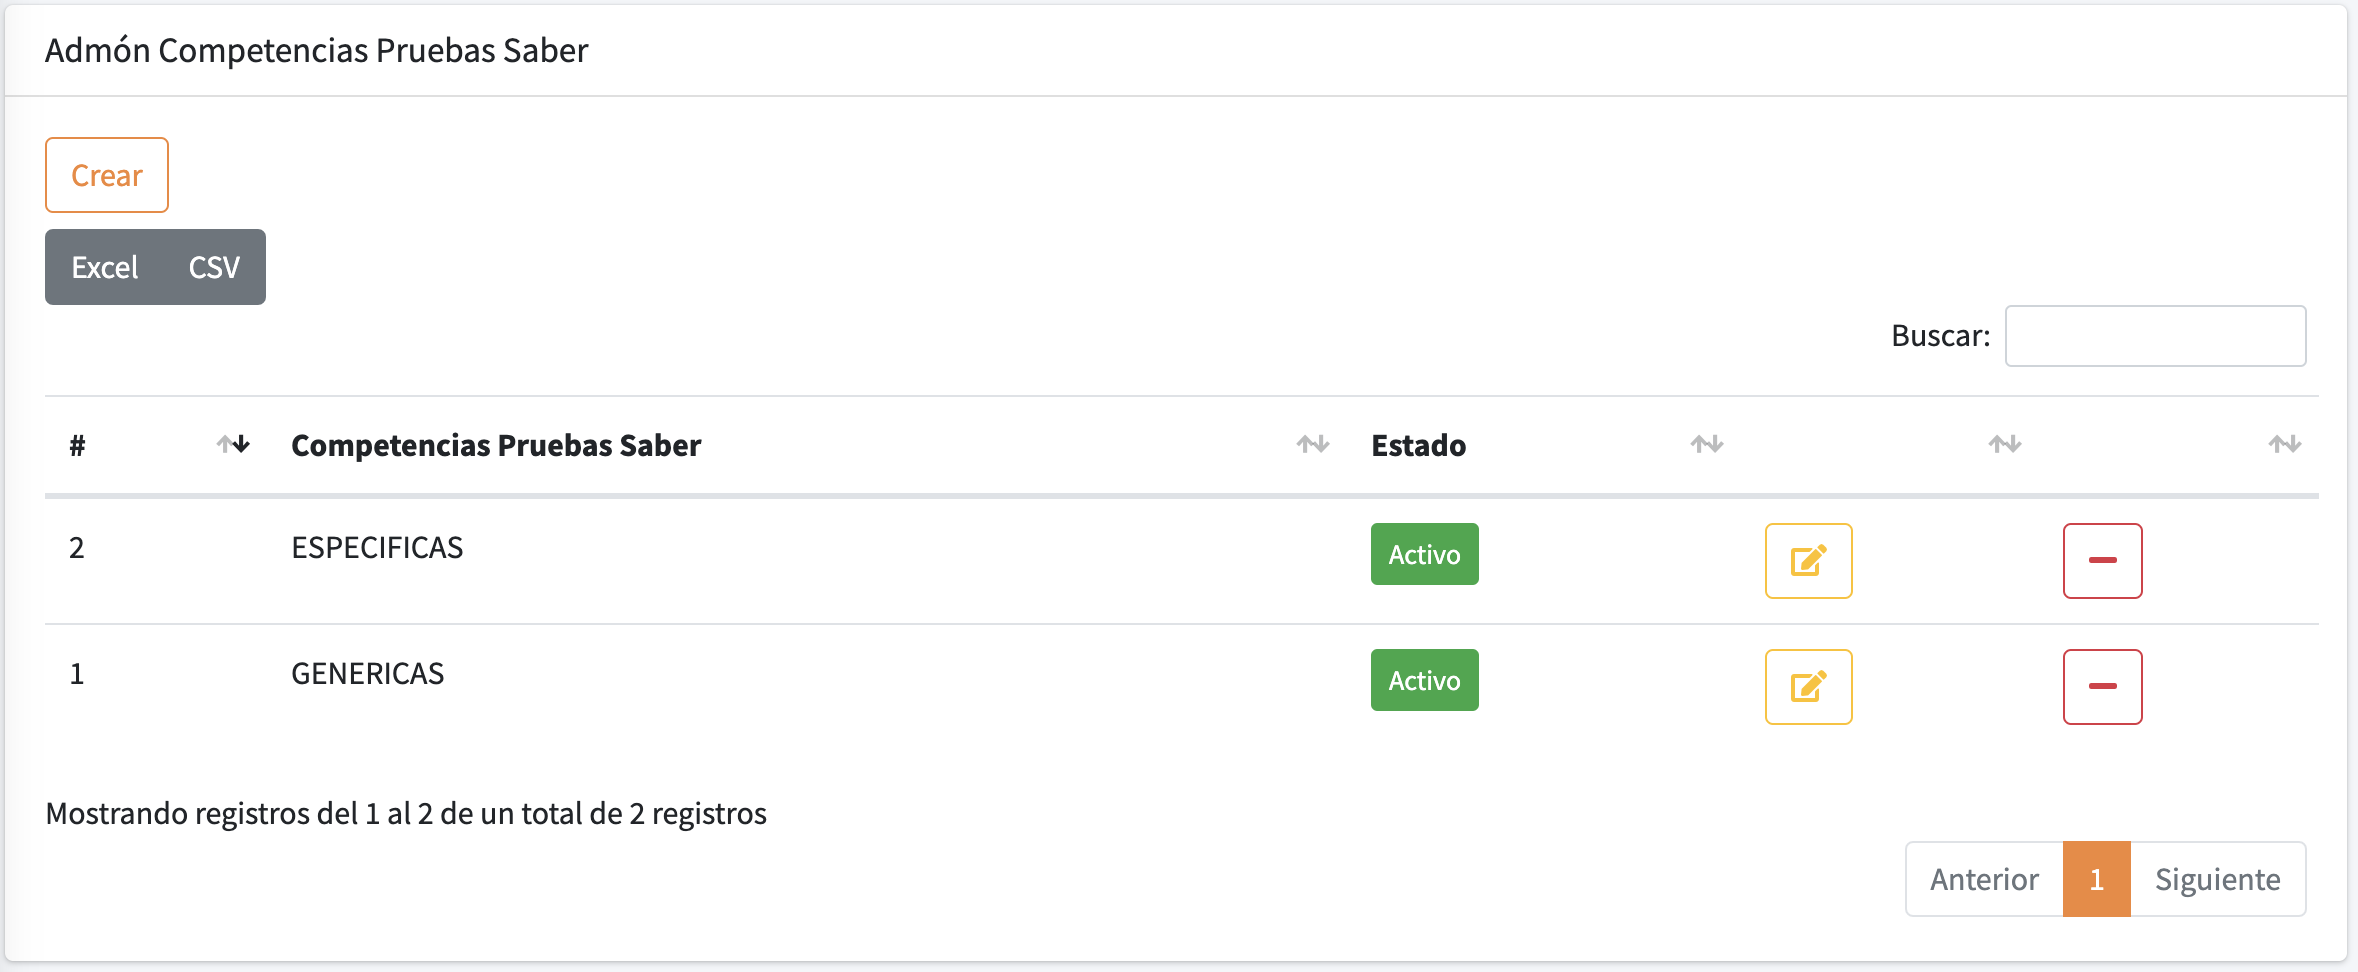 Admón Competencias Pruebas Saber
Crear
Excel CSV
Buscar:
# Competencias Pruebas Saber Estado
2 ESPECIFICAS Activo
1 GENERICAS Activo
Mostrando registros del 1 al 2 de un total de 2 registros
Anterior 1 Siguiente